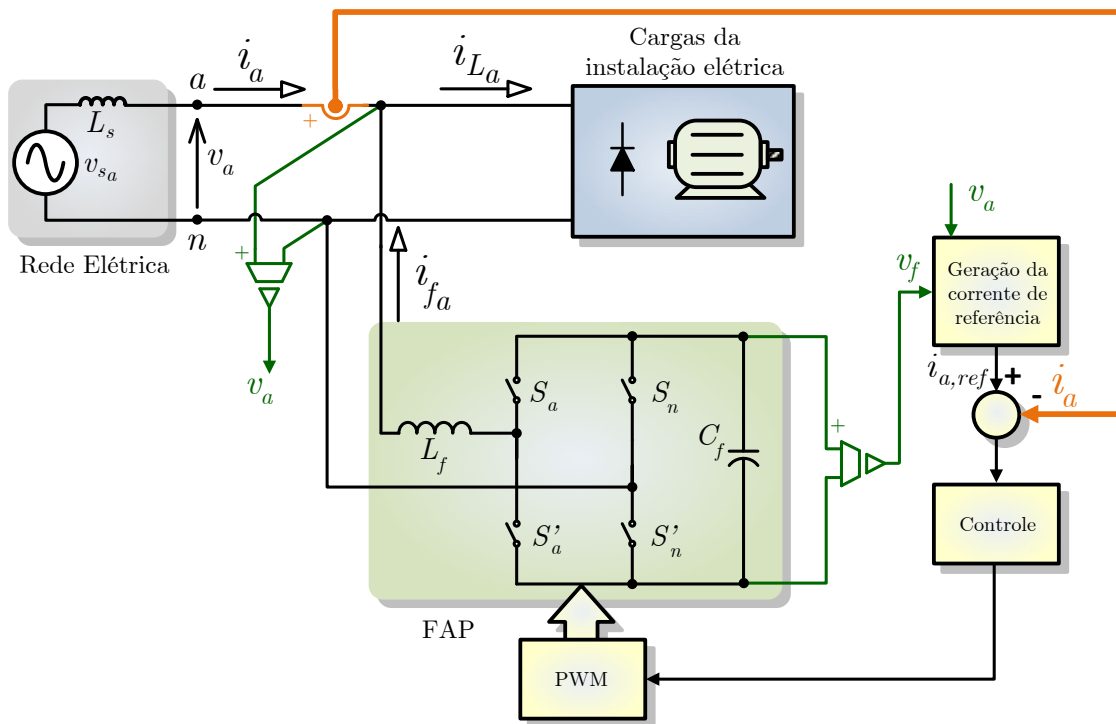 Cargas da
instalação elétrica
i_a
i_{L_a}
a
+
L_s
v_{s_a}
v_a
n
Rede Elétrica
+
v_a
i_{f_a}
v_a
v_f
Geração da
corrente de
referência
i_{a,ref}
+
-
i_a
S_a
S_n
L_f
C_f
+
S'_a
S'_n
Controle
FAP
PWM